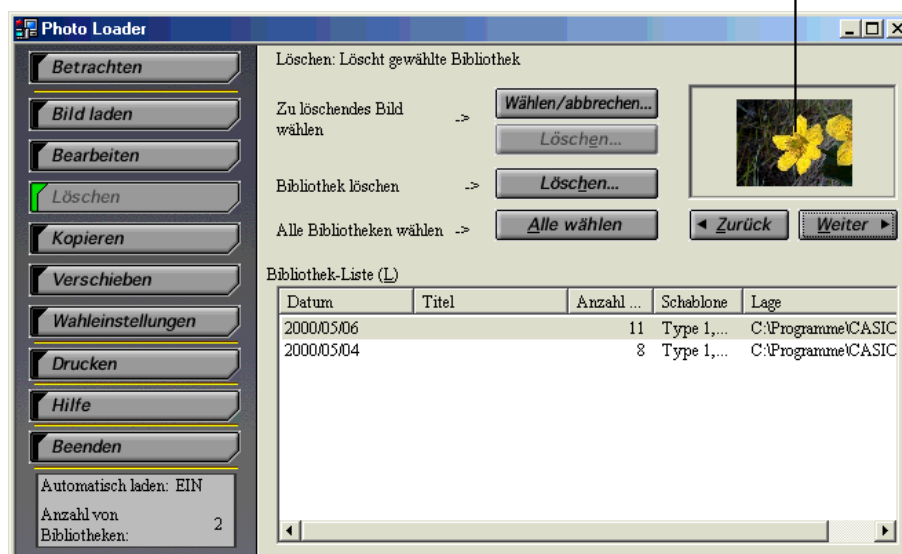 Photo Loader
Betrachten
Bild laden
Bearbeiten
Löschen
Kopieren
Verschieben
Wahleinstellungen
Drucken
Hilfe
Beenden
Automatisch laden: EIN
Anzahl von
Bibliotheken: 2
Löschen: Löscht gewählte Bibliothek
Zu löschendes Bild
wählen -> Wählen/abbrechen...
Löschen...
Bibliothek löschen -> Löschen...
Alle Bibliotheken wählen -> Alle wählen
Zurück Weiter
Bibliothek-Liste (L)
Datum Titel Anzahl ... Schablone Lage
2000/05/06 11 Type 1,... C:\Programme\CASIC
2000/05/04 8 Type 1,... C:\Programme\CASIC